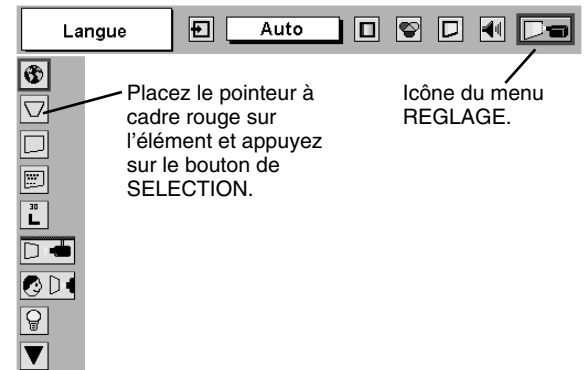 Langue
Auto
Placez le pointeur à
cadre rouge sur
l'élément et appuyez
sur le bouton de
SELECTION.
Icône du menu
REGLAGE.
30
L